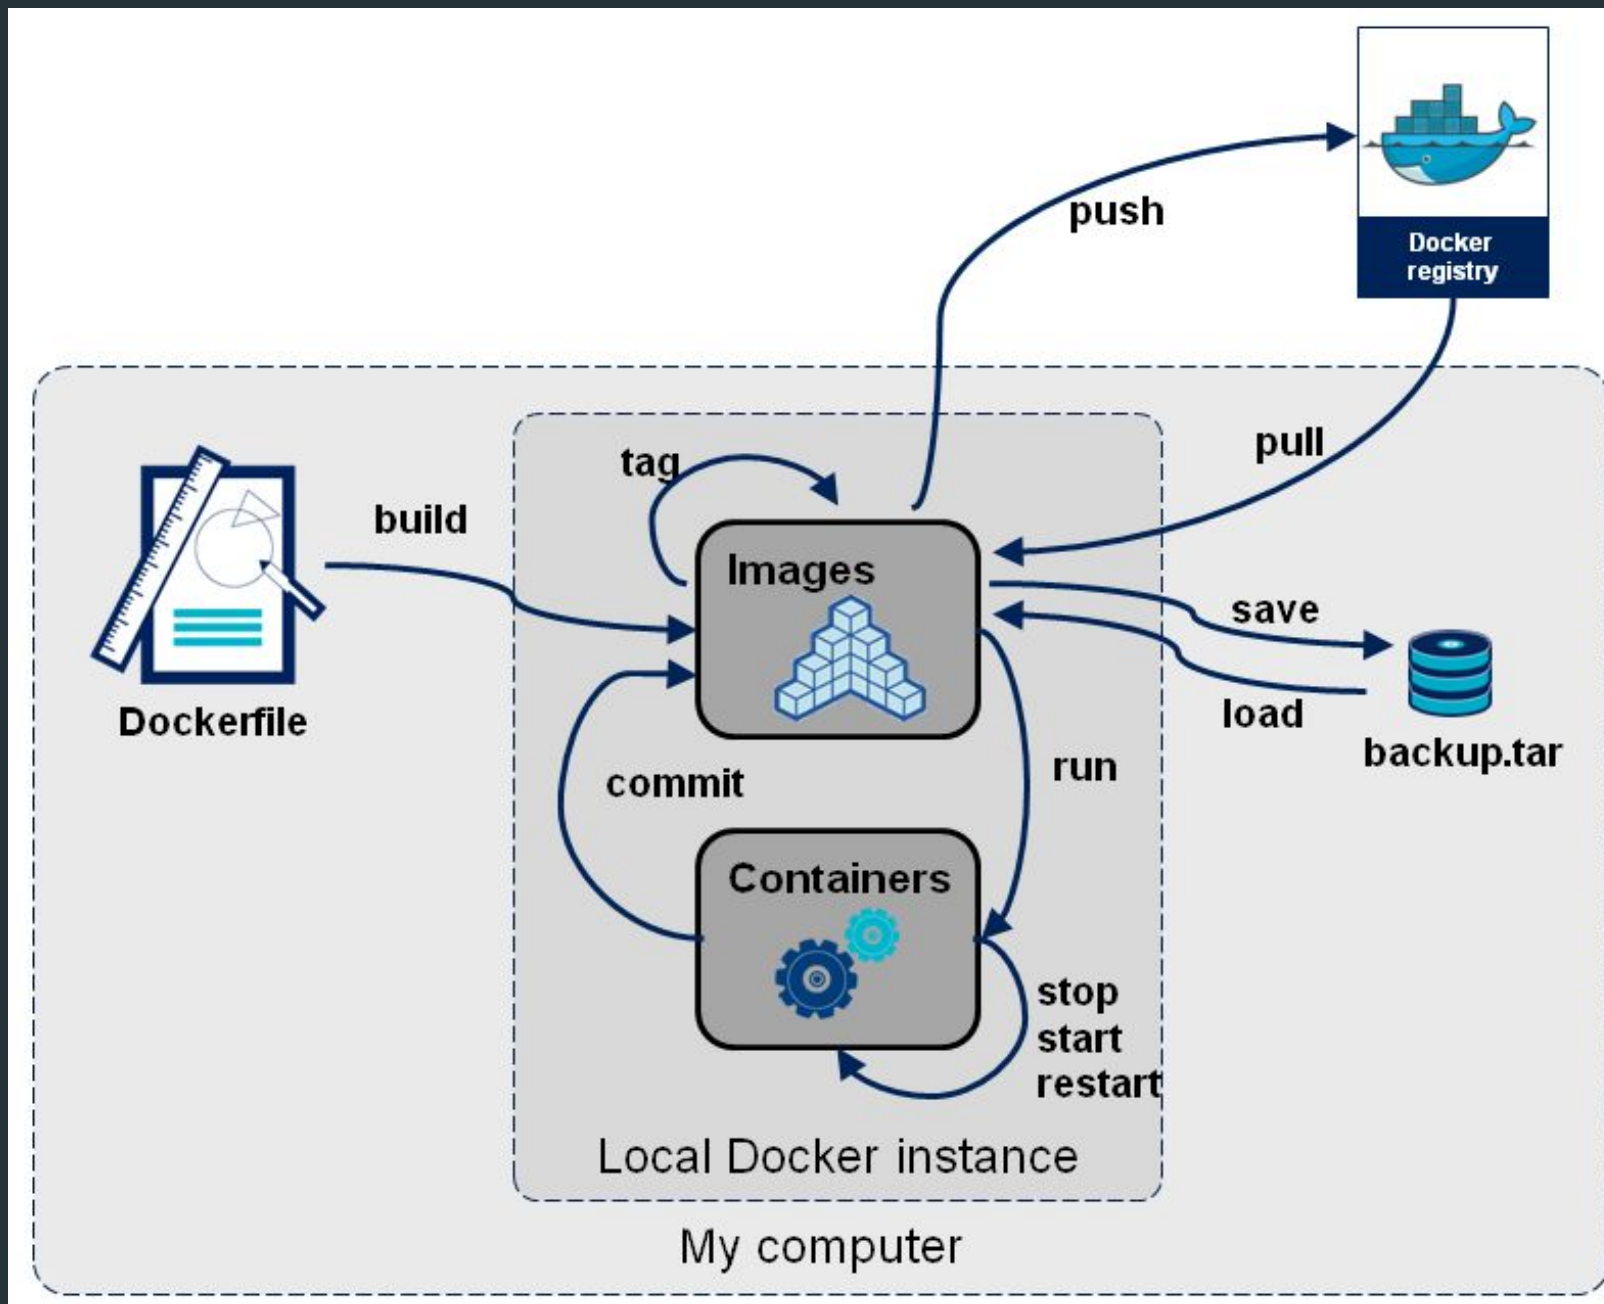 Docker
registry
push
pull
tag
build
Images
save
load
Dockerfile
backup.tar
run
commit
Containers
stop
start
restart
Local Docker instance
My computer